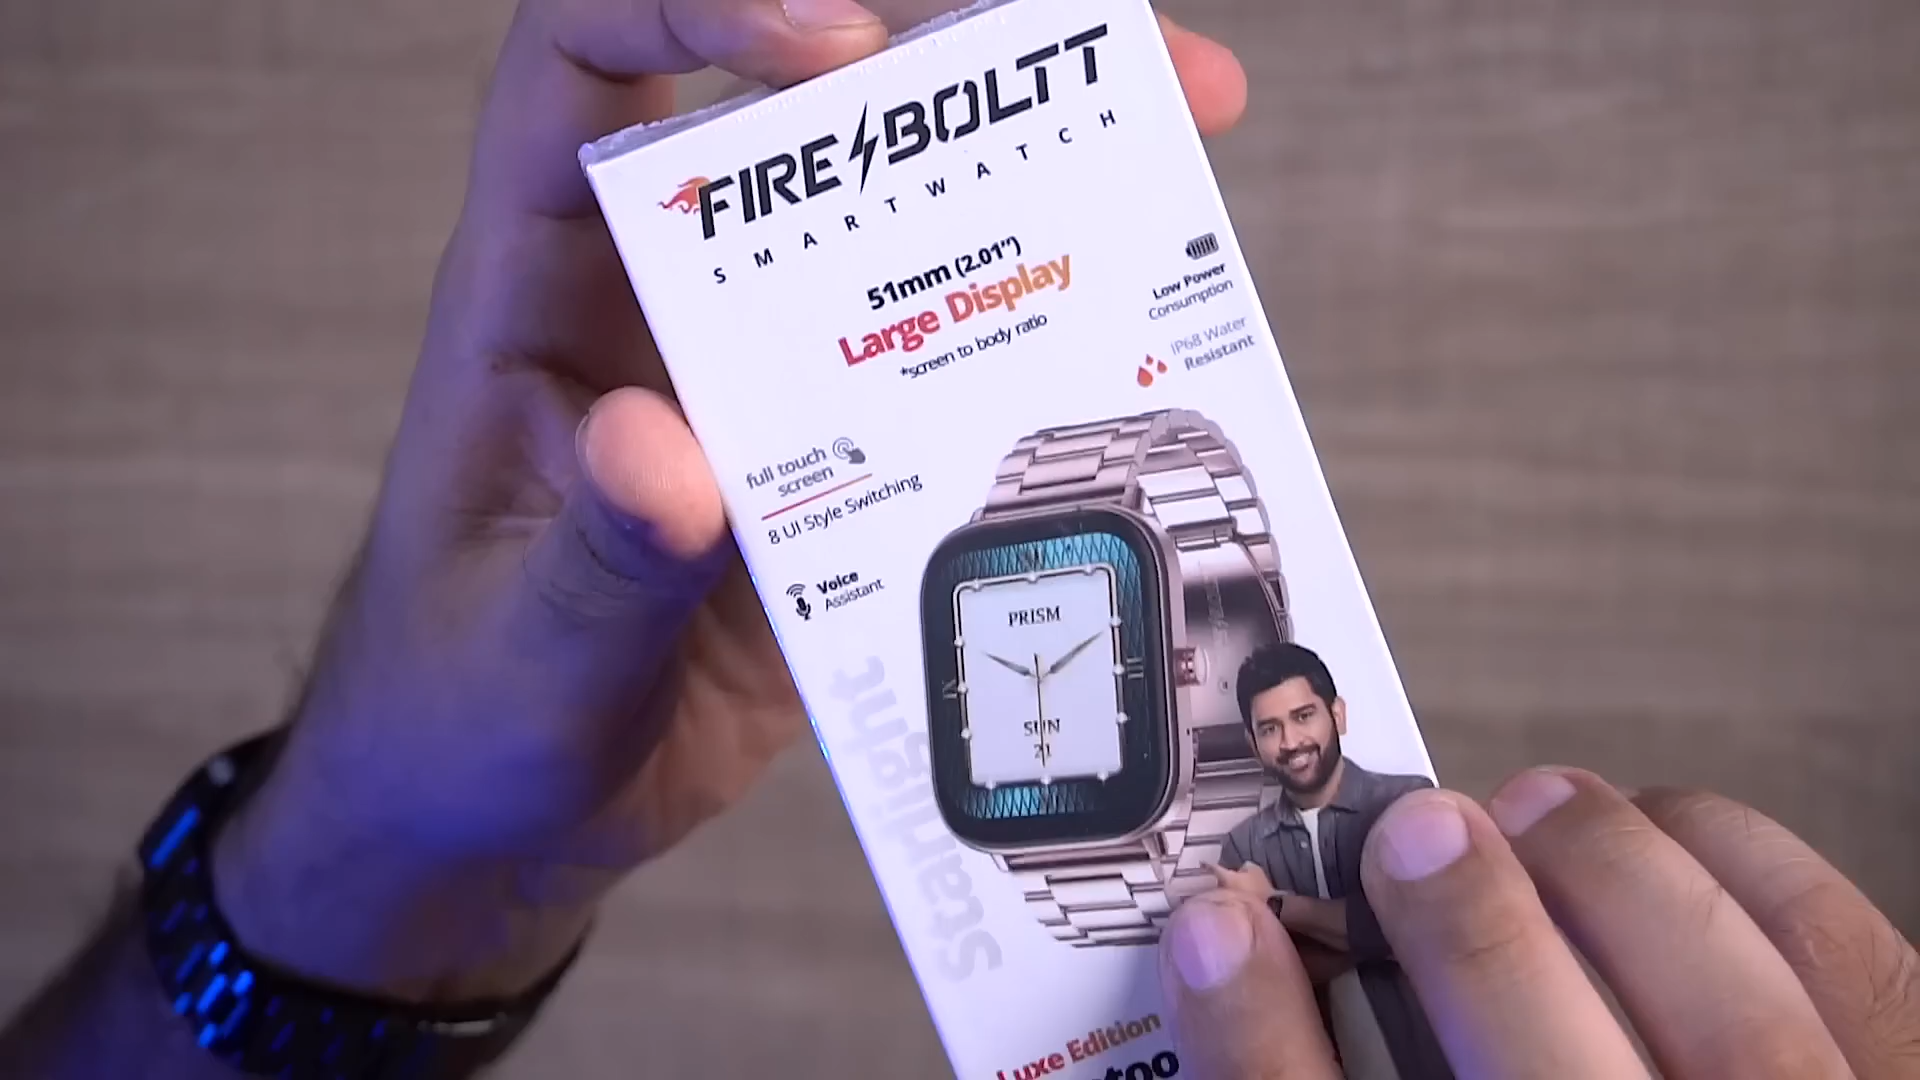 FIRE BOLTT
SMARTWATCH
51mm (2.01")
Large Display
*screen to body ratio
Low Power
Consumption
IP68 Water
Resistant
full touch
screen
8 UI Style Switching
Voice
Assistant
PRISM
SUN
21
Starlight
Luxe Edition